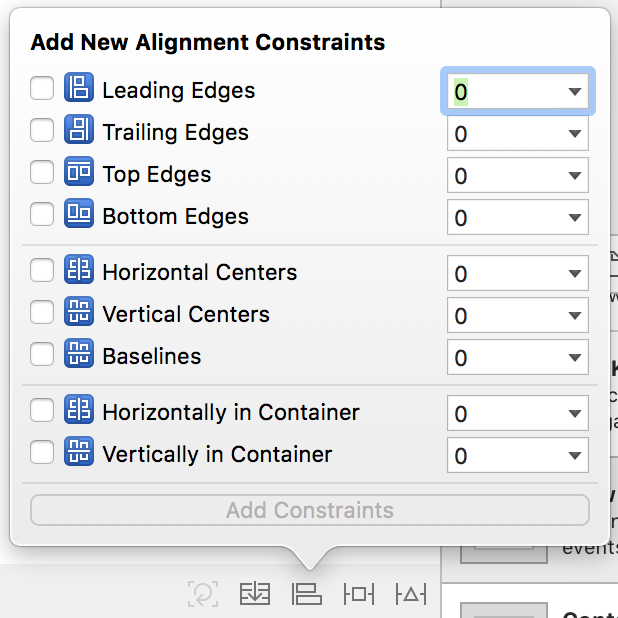 Add New Alignment Constraints
Leading Edges 0
Trailing Edges 0
Top Edges 0
Bottom Edges 0
Horizontal Centers 0
Vertical Centers 0
Baselines 0
Horizontally in Container 0
Vertically in Container 0
Add Constraints
events